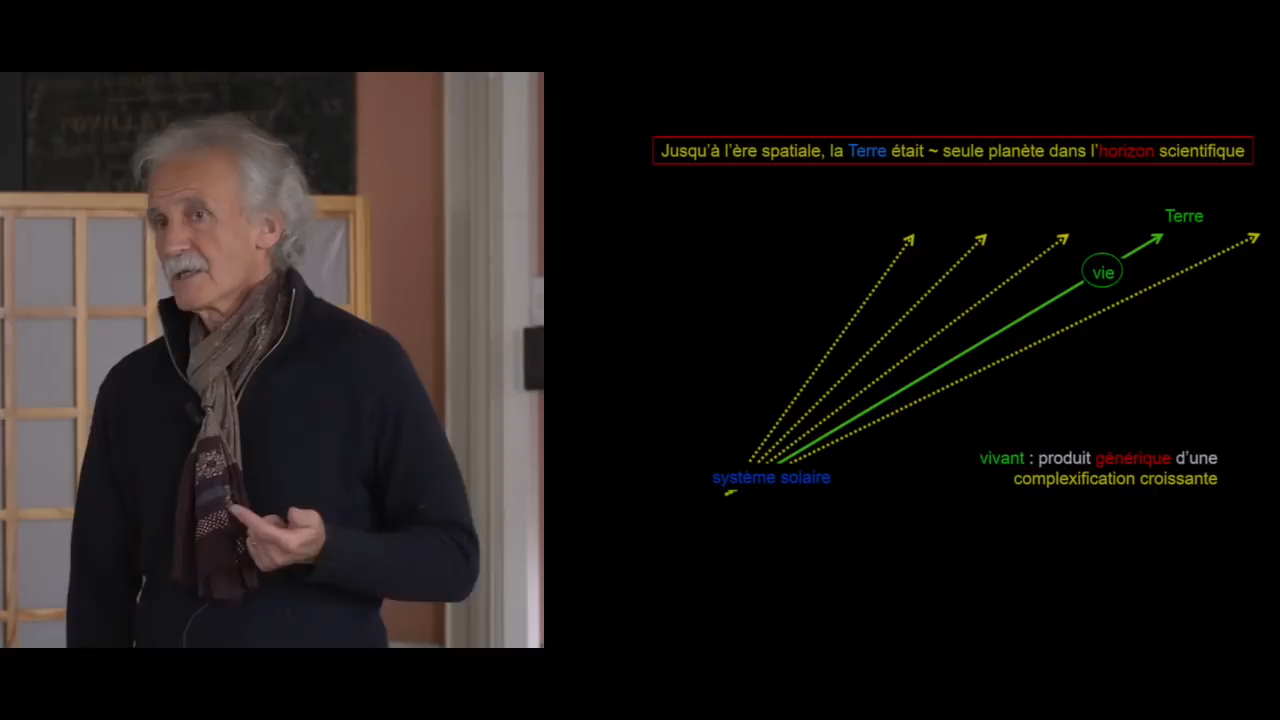 Jusqu'à l'ère spatiale, la Terre était ~ seule planète dans l'horizon scientifique
Terre
vie
système solaire
vivant : produit générique d'une
complexification croissante